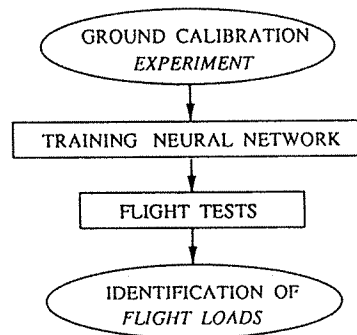 GROUND CALIBRATION
EXPERIMENT
TRAINING NEURAL NETWORK
FLIGHT TESTS
IDENTIFICATION OF
FLIGHT LOADS